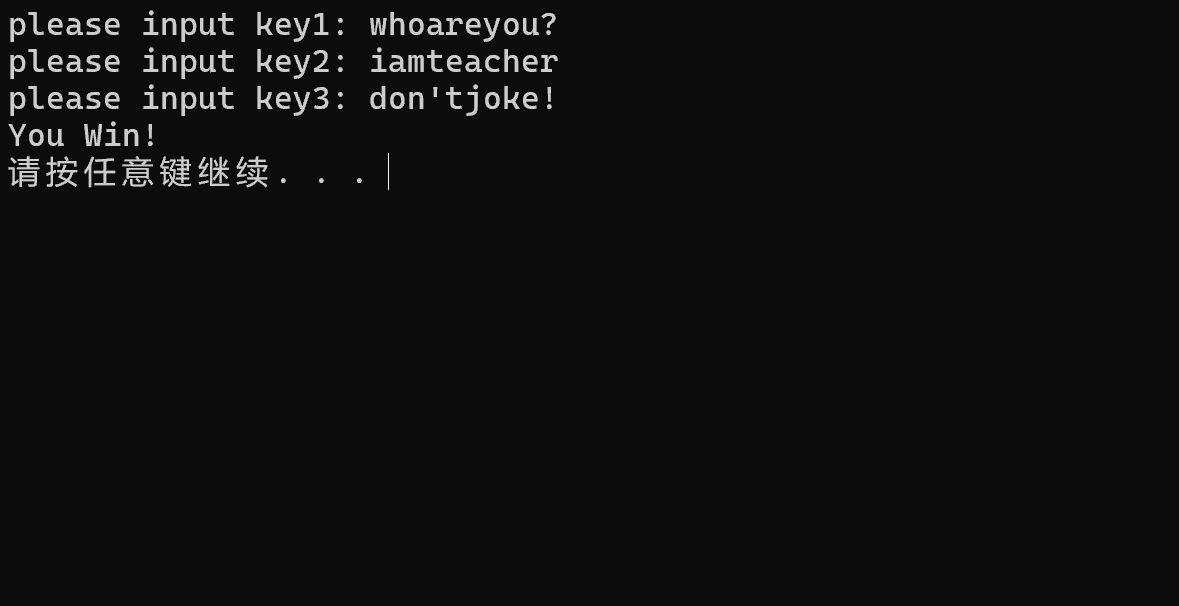 please input key1: whoareyou?
please input key2: iamteacher
please input key3: don'tjoke!
You Win!
请按任意键继续. . .